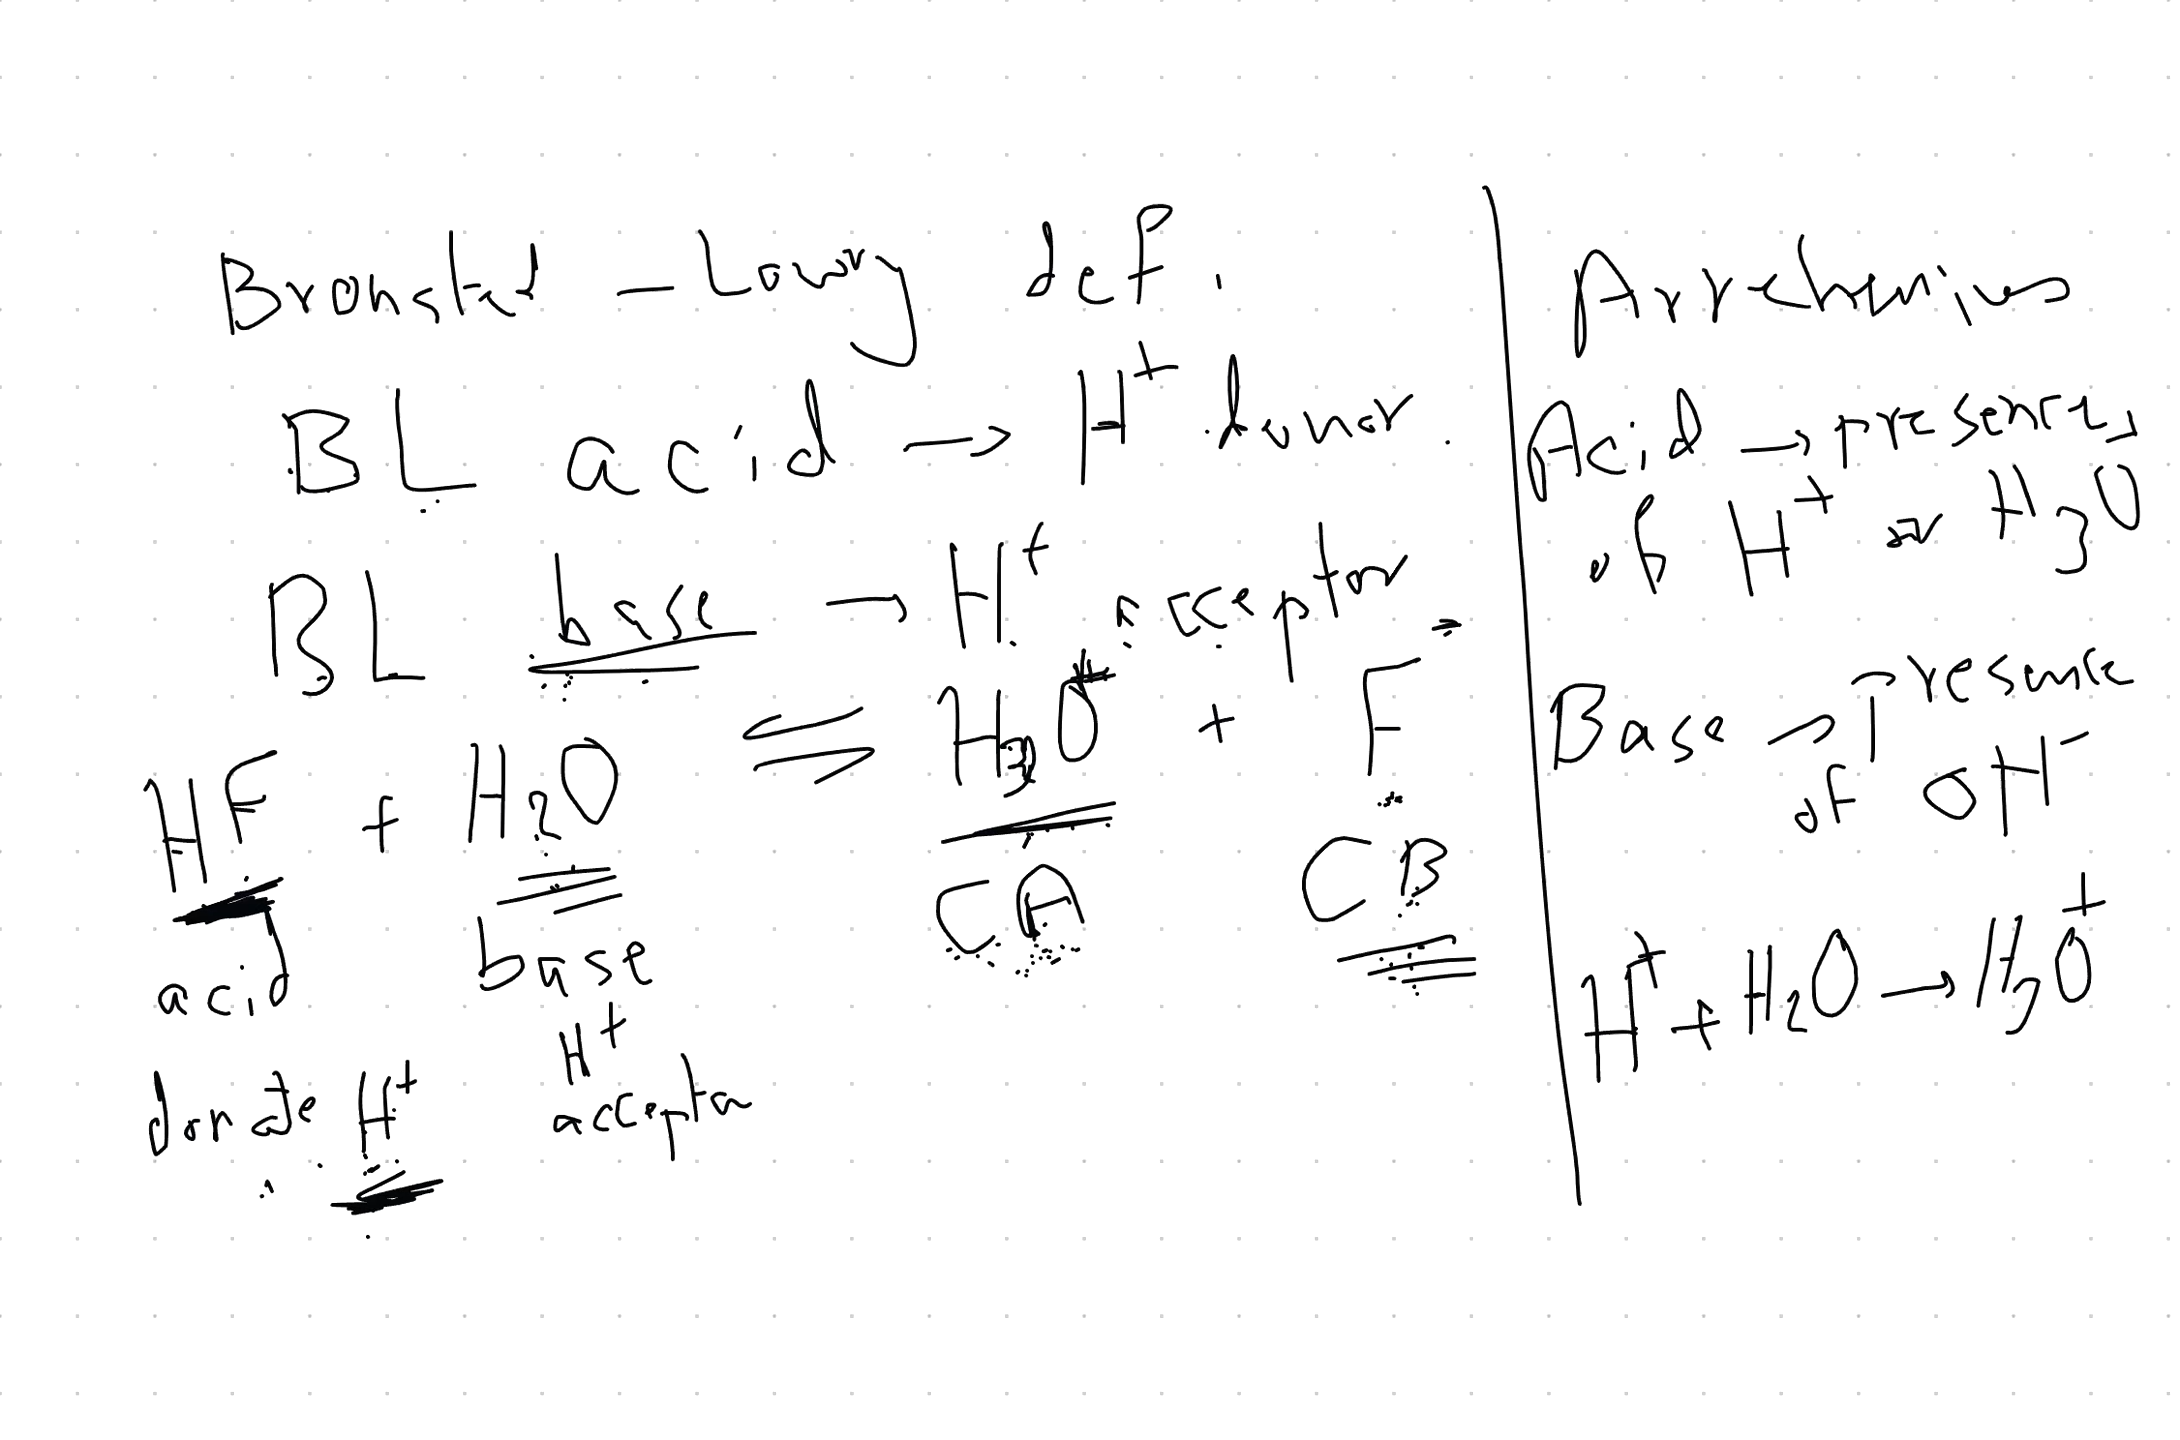 Bronsted - Lowry def.
BL acid → H⁺ donor.
BL base → H⁺ acceptor
HF + H₂O ⇌ H₃O⁺ + F⁻
acid base CA CB
donate H⁺
H⁺
acceptor
Arrehenius
Acid → presence,
of H⁺ or H₃O
Base → Presence
of OH⁻
H⁺ + H₂O → H₃O⁺